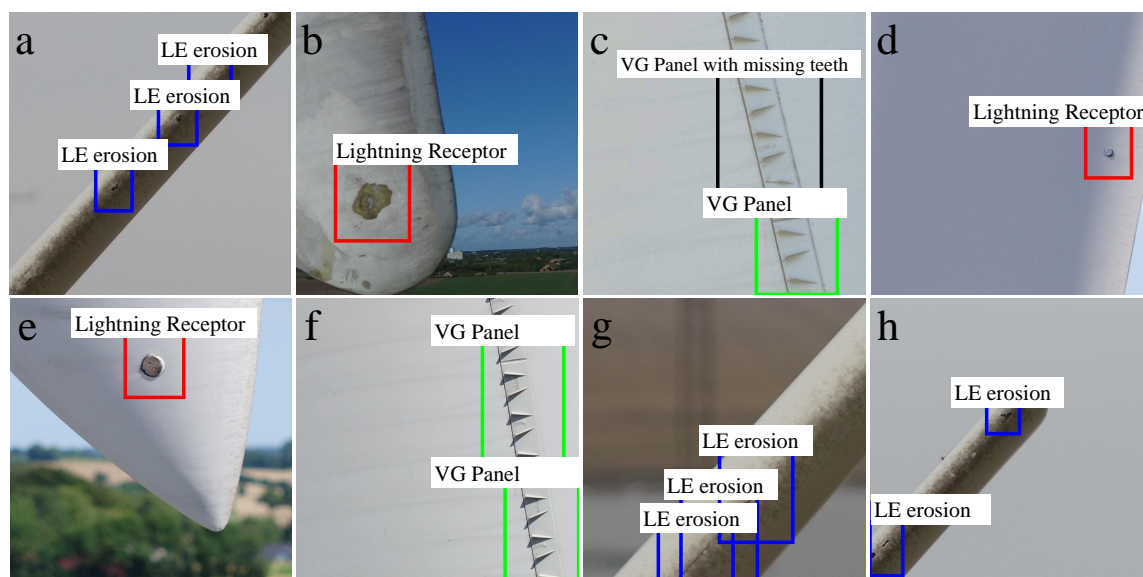 a
LE erosion
LE erosion
LE erosion
b
Lightning Receptor
c
VG Panel with missing teeth
VG Panel
d
Lightning Receptor
e
Lightning Receptor
f
VG Panel
VG Panel
g
LE erosion
LE erosion
LE erosion
h
LE erosion
LE erosion